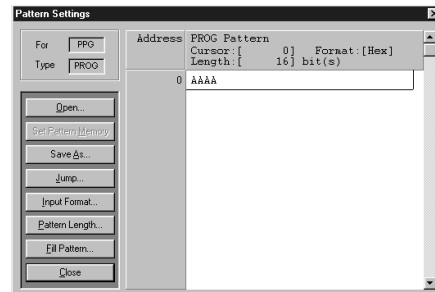 Pattern Settings
For PPG
Type PROG
Open...
Set Pattern Memory
Save As...
Jump...
Input Format...
Pattern Length...
Fill Pattern...
Close
Address PROG Pattern
Cursor:[ 0] Format:[Hex]
Length:[ 16] bit(s)
0 AAAA